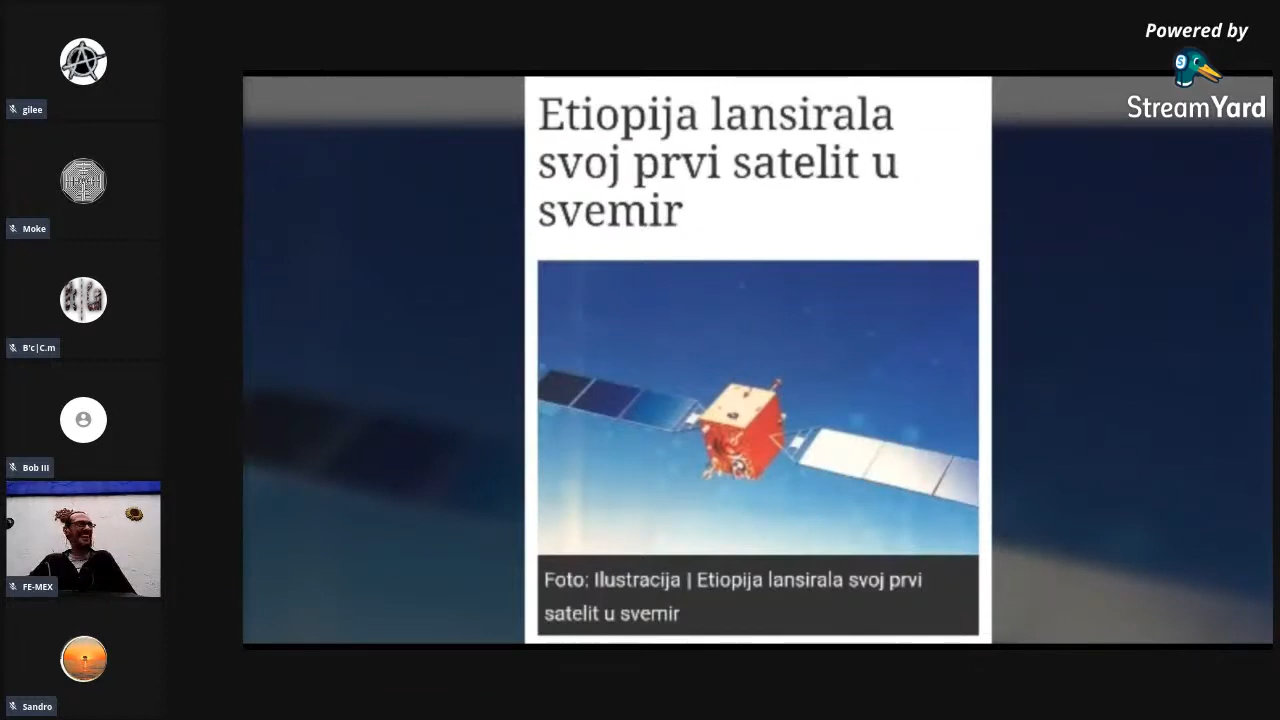 Powered by
StreamYard
gilee
Moke
B'c|C.m
Bob III
FE-MEX
Sandro
Etiopija lansirala
svoj prvi satelit u
svemir
Foto: Ilustracija | Etiopija lansirala svoj prvi
satelit u svemir